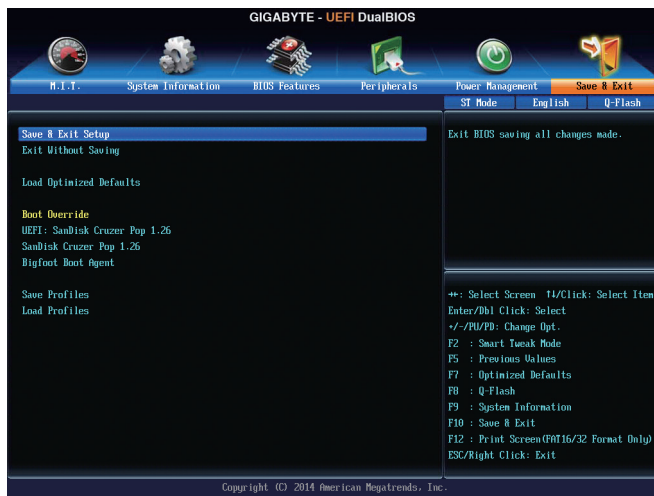 GIGABYTE - UEFI DualBIOS
M.I.T. System Information BIOS Features Peripherals Power Management Save & Exit
ST Mode English Q-Flash
Save & Exit Setup
Exit Without Saving
Load Optimized Defaults
Boot Override
UEFI: SanDisk Cruzer Pop 1.26
SanDisk Cruzer Pop 1.26
Bigfoot Boot Agent
Save Profiles
Load Profiles
Exit BIOS saving all changes made.
→←: Select Screen ↑↓/Click: Select Item
Enter/Dbl Click: Select
+/-/PU/PD: Change Opt.
F2 : Smart Tweak Mode
F5 : Previous Values
F7 : Optimized Defaults
F8 : Q-Flash
F9 : System Information
F10 : Save & Exit
F12 : Print Screen(FAT16/32 Format Only)
ESC/Right Click: Exit
Copyright (C) 2014 American Megatrends, Inc.